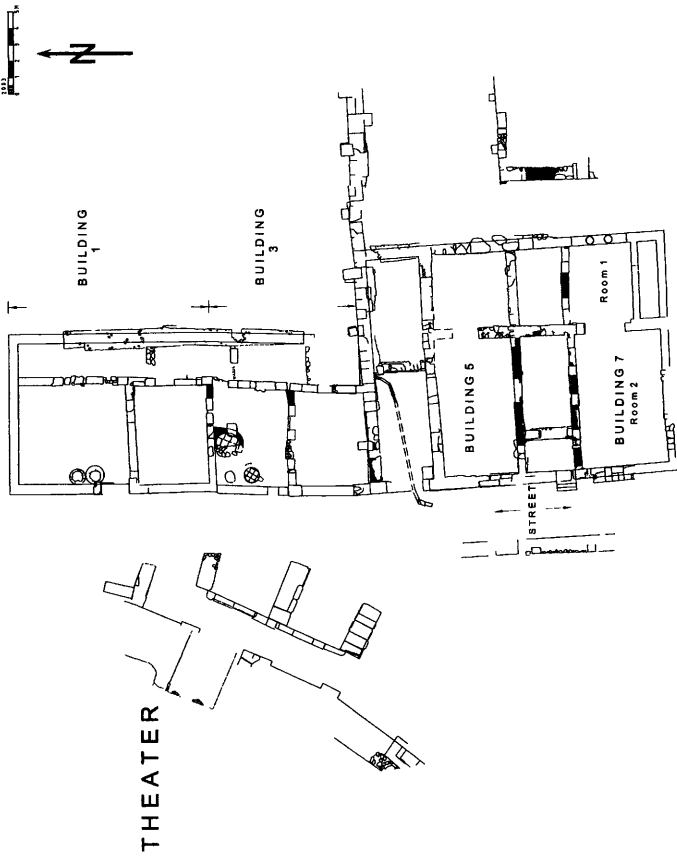 N
BUILDING
1
BUILDING
3
BUILDING 5
Room 1
BUILDING 7
Room 2
STREET
THEATER